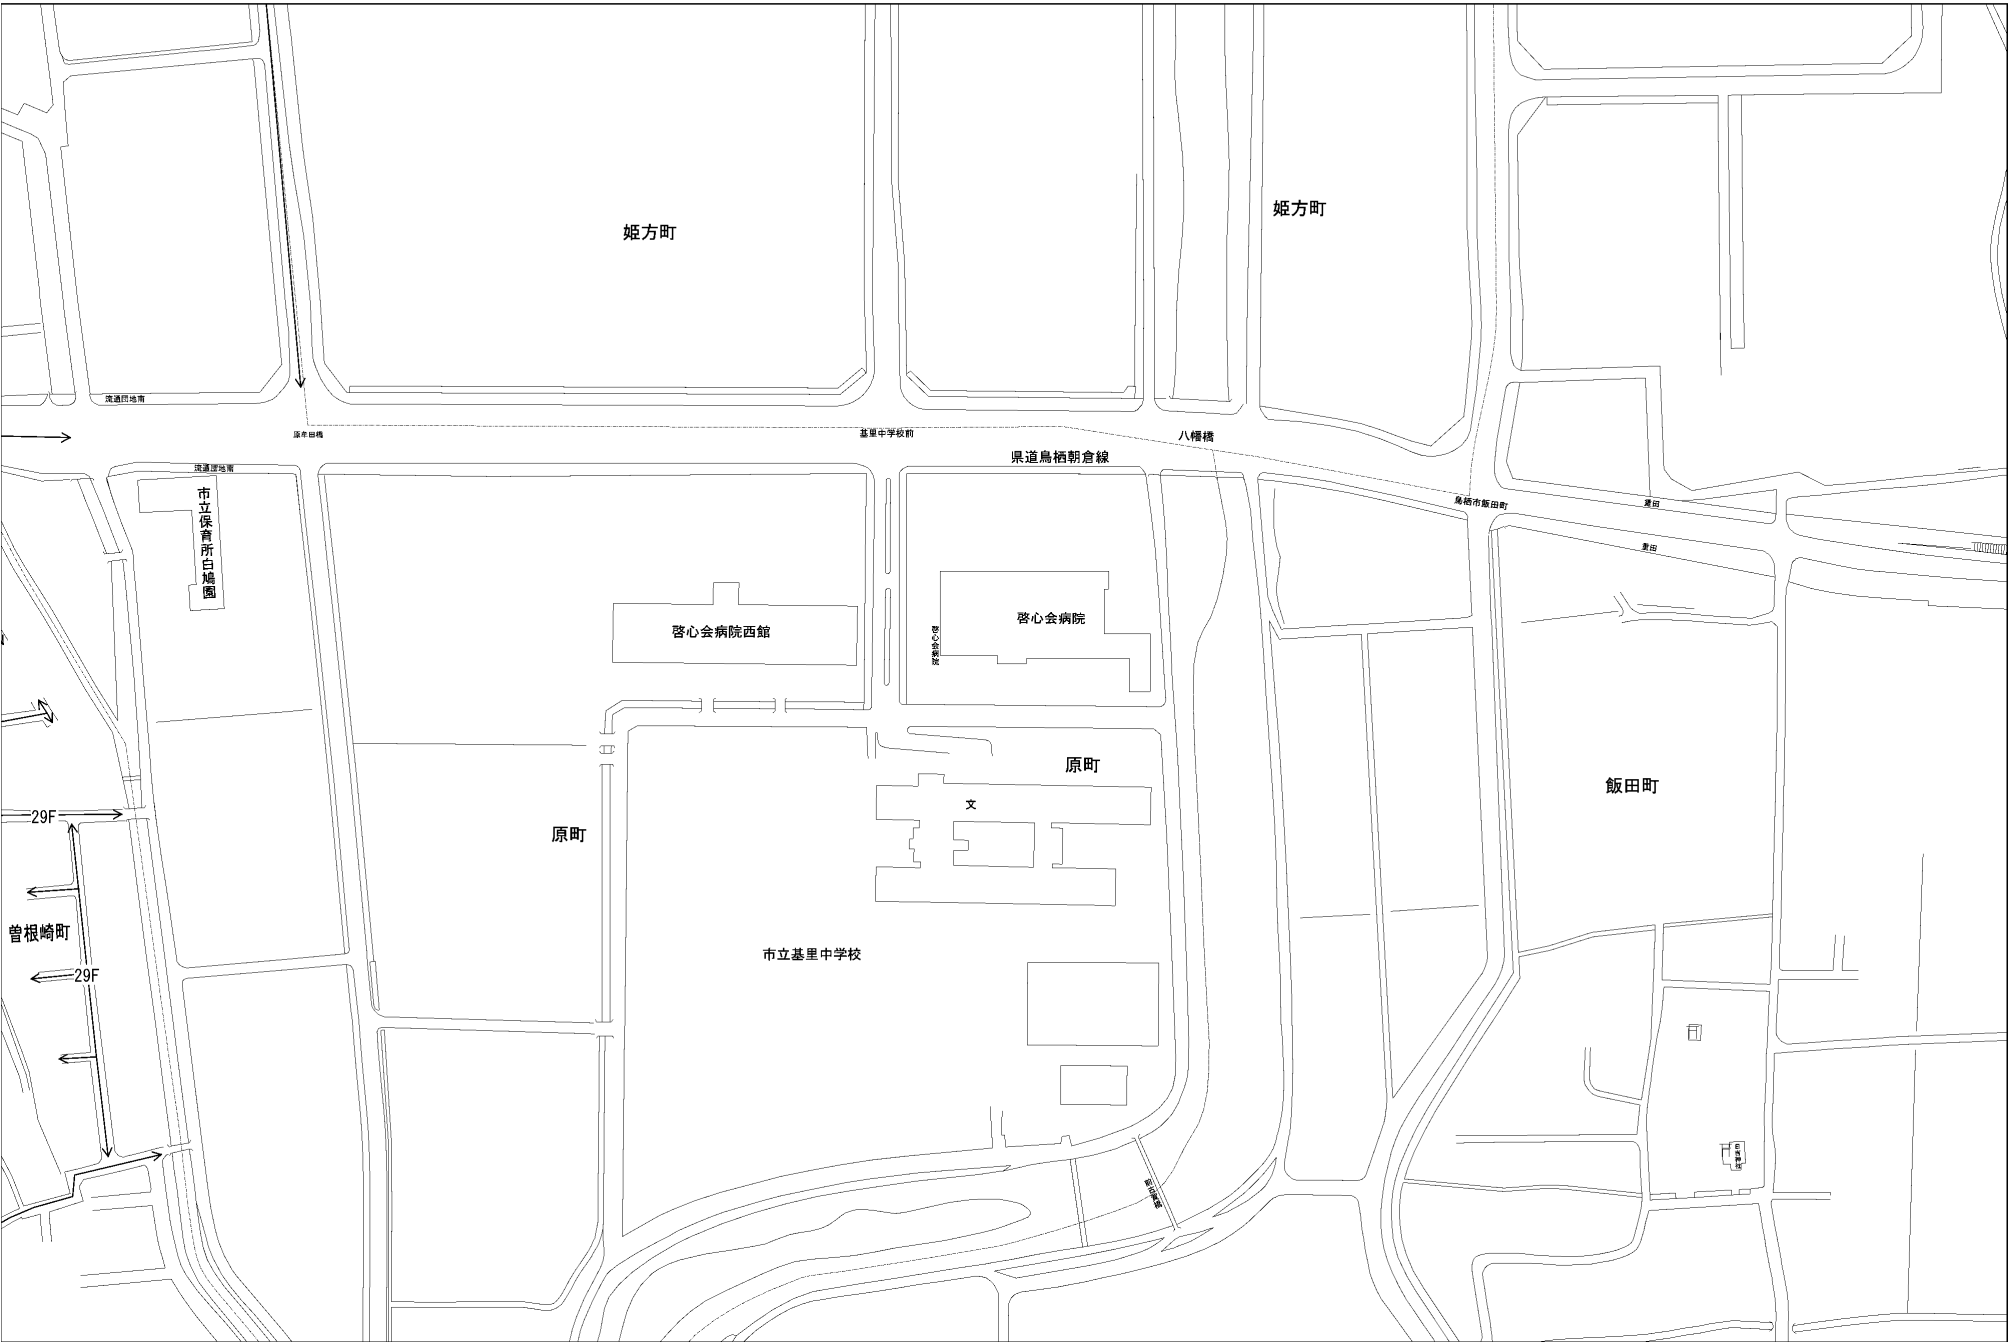 姫方町
姫方町
流通団地南
原牟田橋
基里中学校前
八幡橋
県道鳥栖朝倉線
流通団地南
市立保育所白鳩園
鳥栖市飯田町
重田
重田
啓心会病院西館
啓心会病院
啓心会病院
原町
文
飯田町
29F
原町
曽根崎町
市立基里中学校
29F